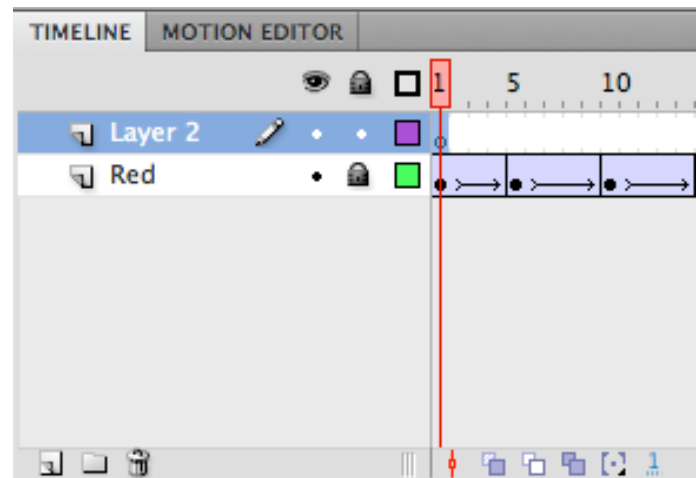 TIMELINE MOTION EDITOR
1 5 10
Layer 2
Red
1